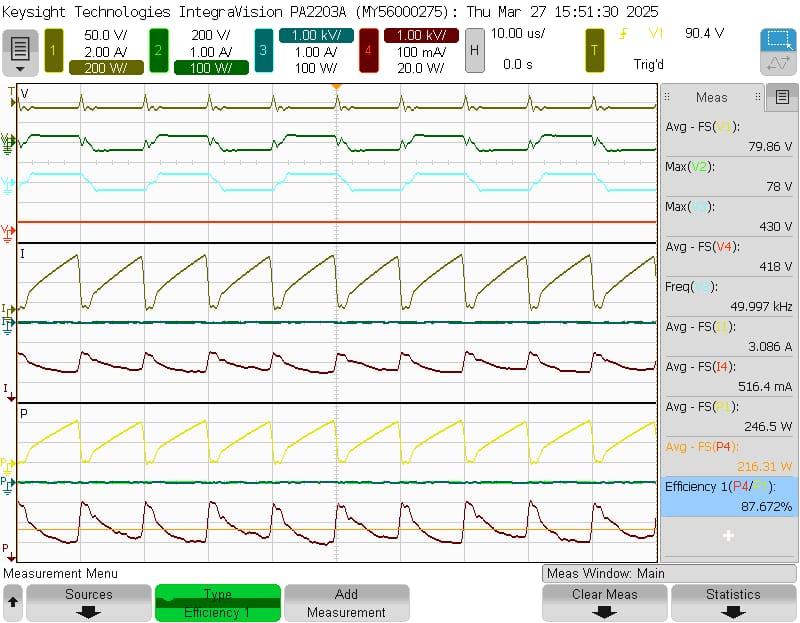 Keysight Technologies IntegraVision PA2203A (MY56000275): Thu Mar 27 15:51:30 2025
1 50.0 V/ 2.00 A/ 200 W/
2 200 V/ 1.00 A/ 100 W/
3 1.00 kV/ 1.00 A/ 100 W/
4 1.00 kV/ 100 mA/ 20.0 W/
H 10.00 us/ 0.0 s
T V1 90.4 V Trig'd
V
I
P
Meas
Avg - FS(V1):
79.86 V
Max(V2):
78 V
Max(V3):
430 V
Avg - FS(V4):
418 V
Freq(V3):
49.997 kHz
Avg - FS(I1):
3.086 A
Avg - FS(I4):
516.4 mA
Avg - FS(P1):
246.5 W
Avg - FS(P4):
216.31 W
Efficiency 1(P4/P1):
87.672%
Measurement Menu
Meas Window: Main
Sources
Type
Efficiency 1
Add
Measurement
Clear Meas
Statistics